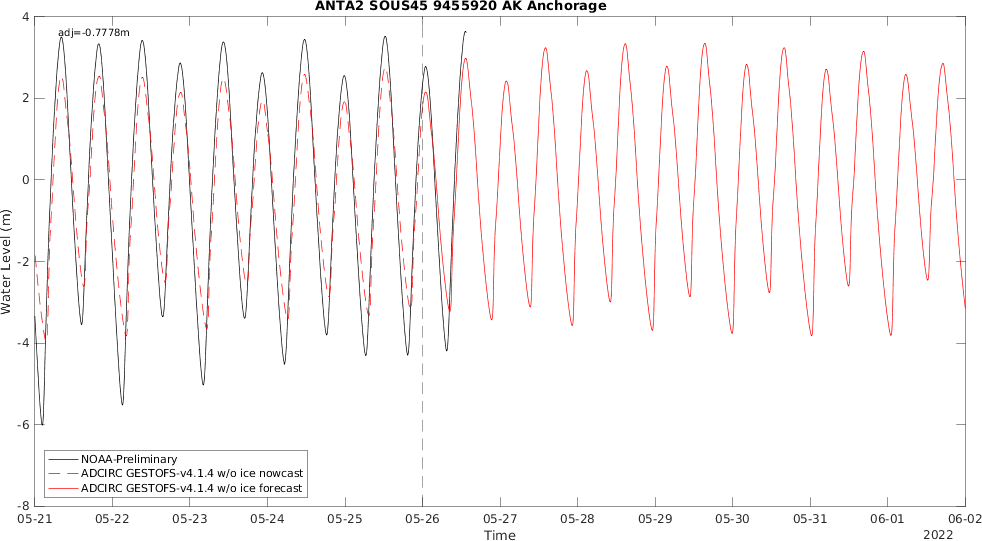 ANTA2 SOUS45 9455920 AK Anchorage
adj=-0.7778m
4
2
0
-2
-4
-6
-8
Water Level (m)
NOAA-Preliminary
ADCIRC GESTOFS-v4.1.4 w/o ice nowcast
ADCIRC GESTOFS-v4.1.4 w/o ice forecast
05-21 05-22 05-23 05-24 05-25 05-26 05-27 05-28 05-29 05-30 05-31 06-01 06-02
Time
2022